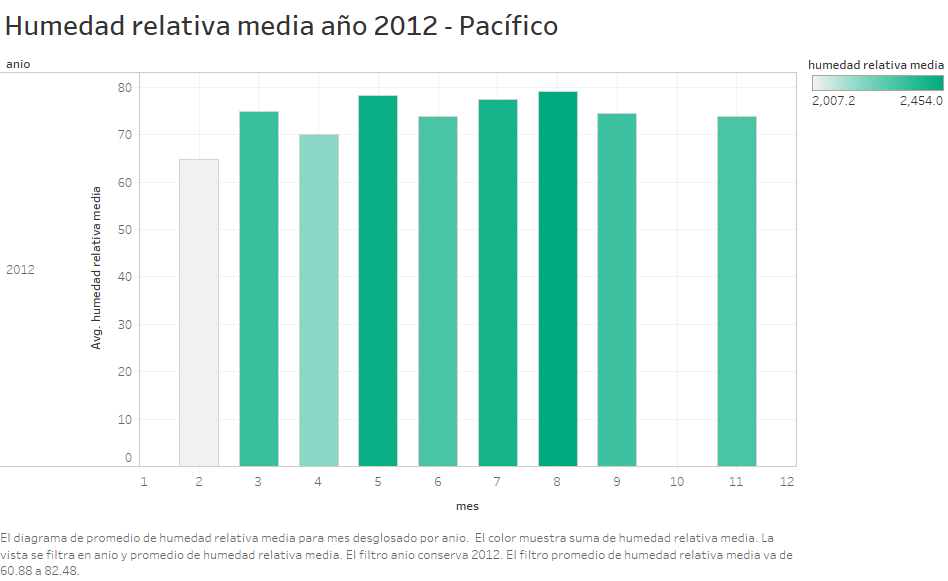 Humedad relativa media año 2012 - Pacífico
anio
humedad relativa media
2,007.2 2,454.0
80
70
60
50
40
30
20
10
0
Avg. humedad relativa media
2012
1 2 3 4 5 6 7 8 9 10 11 12
mes
El diagrama de promedio de humedad relativa media para mes desglosado por anio.  El color muestra suma de humedad relativa media. La
vista se filtra en anio y promedio de humedad relativa media. El filtro anio conserva 2012. El filtro promedio de humedad relativa media va de
60.88 a 82.48.